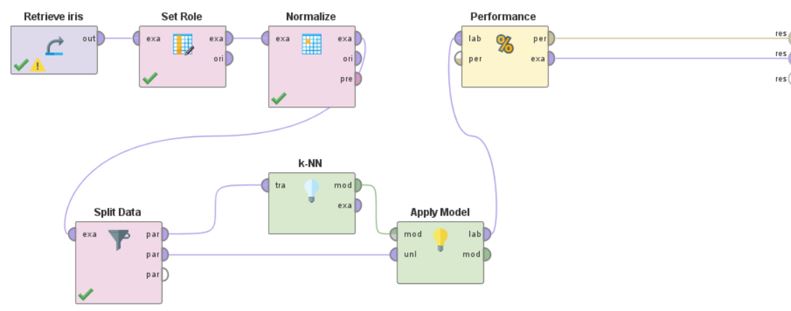 Retrieve iris
out
Set Role
exa exa
ori
Normalize
exa exa
ori
pre
Performance
lab per
per exa
res
res
res
k-NN
tra mod
exa
Split Data
exa par
par
par
Apply Model
mod lab
unl mod